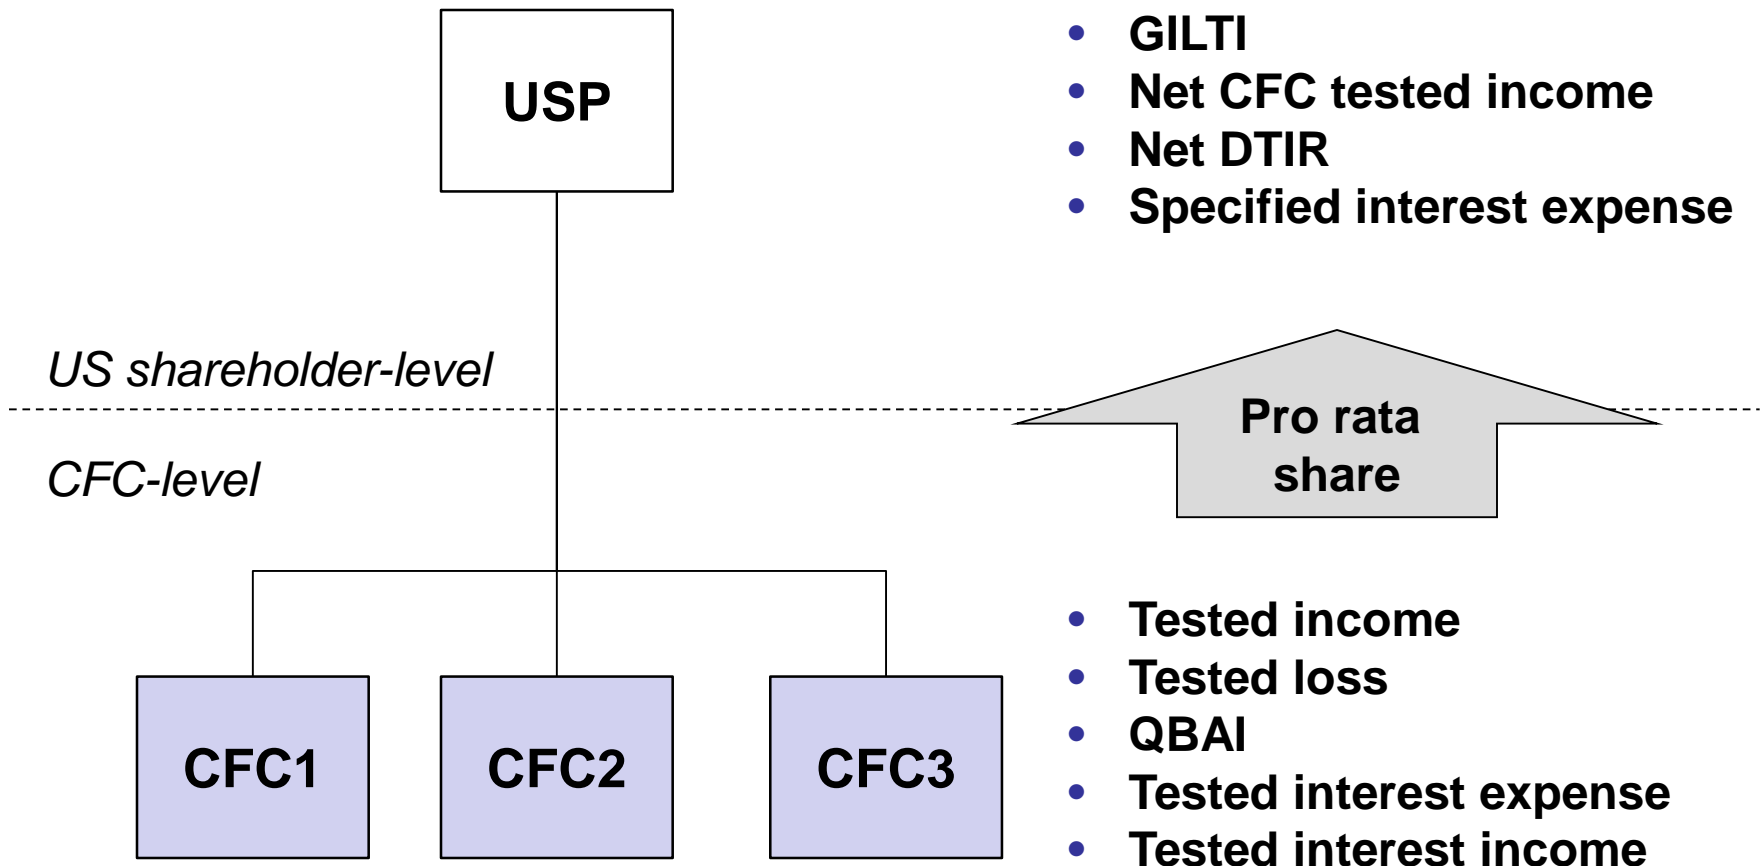 USP
• GILTI
• Net CFC tested income
• Net DTIR
• Specified interest expense
US shareholder-level
CFC-level
Pro rata
share
CFC1
CFC2
CFC3
• Tested income
• Tested loss
• QBAI
• Tested interest expense
• Tested interest income